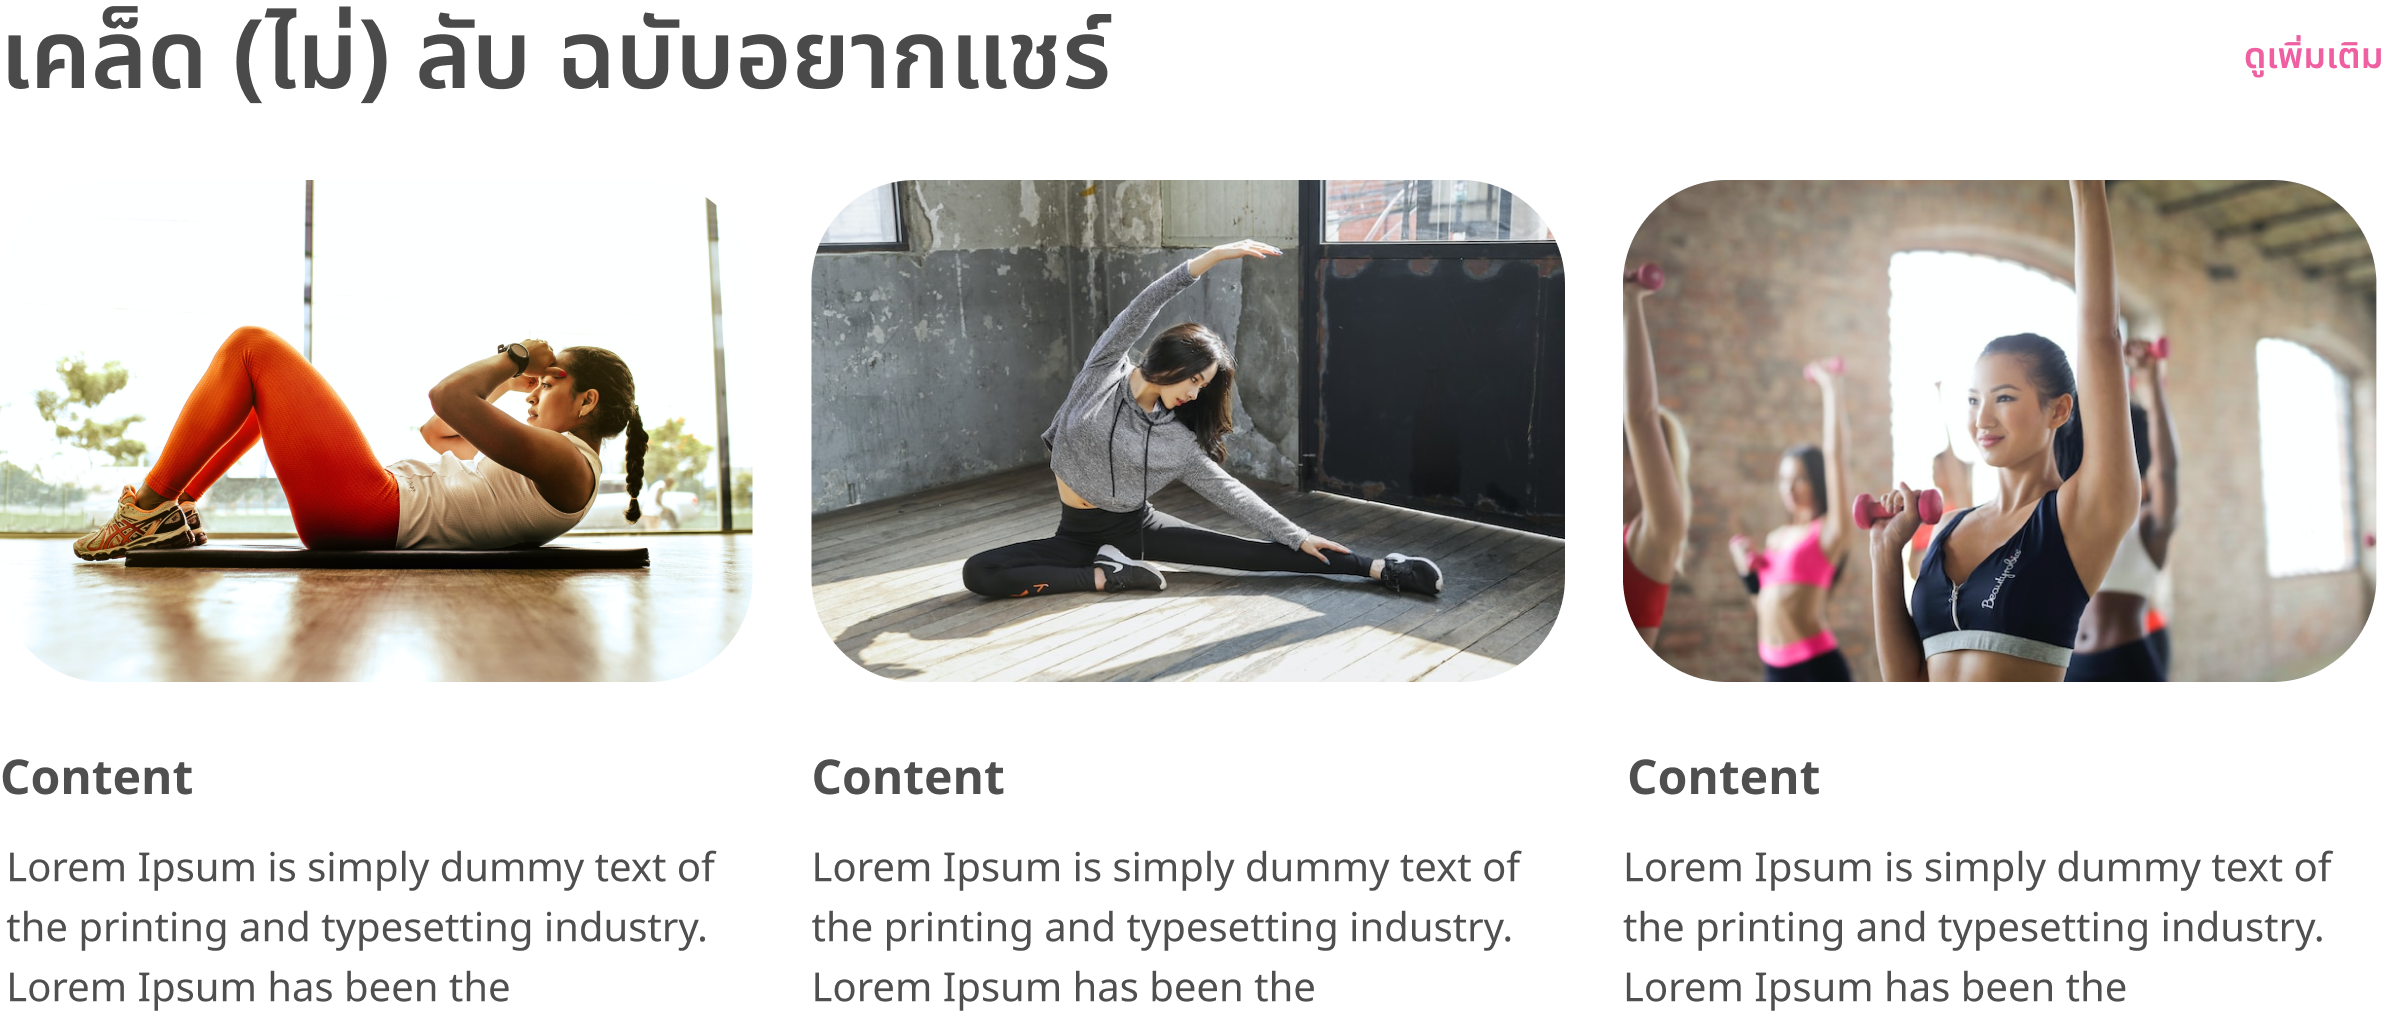 เคล็ด (ไม่) ลับ ฉบับอยากแชร์
ดูเพิ่มเติม
Beautyrobics
Content
Lorem Ipsum is simply dummy text of
the printing and typesetting industry.
Lorem Ipsum has been the
Content
Lorem Ipsum is simply dummy text of
the printing and typesetting industry.
Lorem Ipsum has been the
Content
Lorem Ipsum is simply dummy text of
the printing and typesetting industry.
Lorem Ipsum has been the